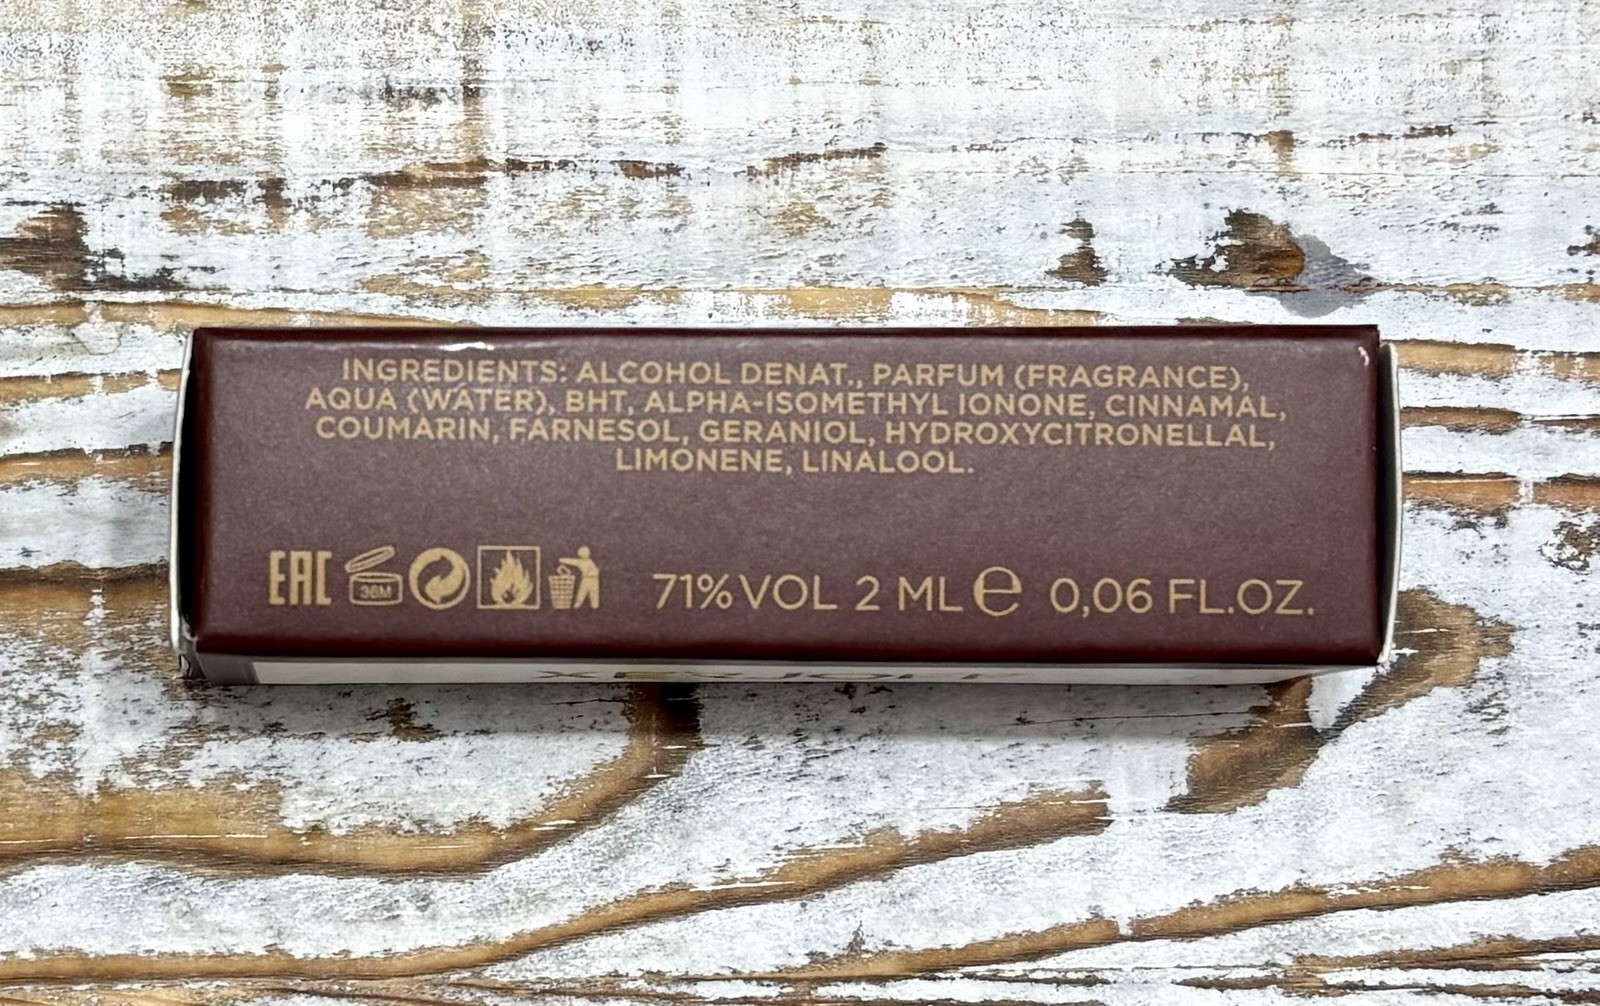 INGREDIENTS: ALCOHOL DENAT., PARFUM (FRAGRANCE),
AQUA (WATER), BHT, ALPHA-ISOMETHYL IONONE, CINNAMAL,
COUMARIN, FARNESOL, GERANIOL, HYDROXYCITRONELLAL,
LIMONENE, LINALOOL.
EAC 36M 71% VOL 2 ML e 0,06 FL.OZ.